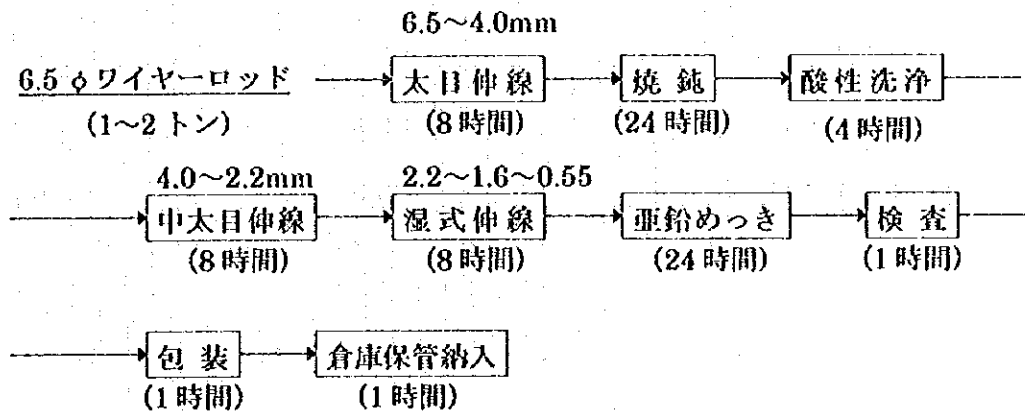 6.5～4.0mm
6.5 φワイヤーロッド 太目伸線 焼鈍 酸性洗浄
(1～2 トン) (8 時間) (24 時間) (4 時間)
4.0～2.2mm 2.2～1.6～0.55
中太目伸線 湿式伸線 亜鉛めっき 検査
(8 時間) (8 時間) (24 時間) (1 時間)
包装 倉庫保管納入
(1 時間) (1 時間)